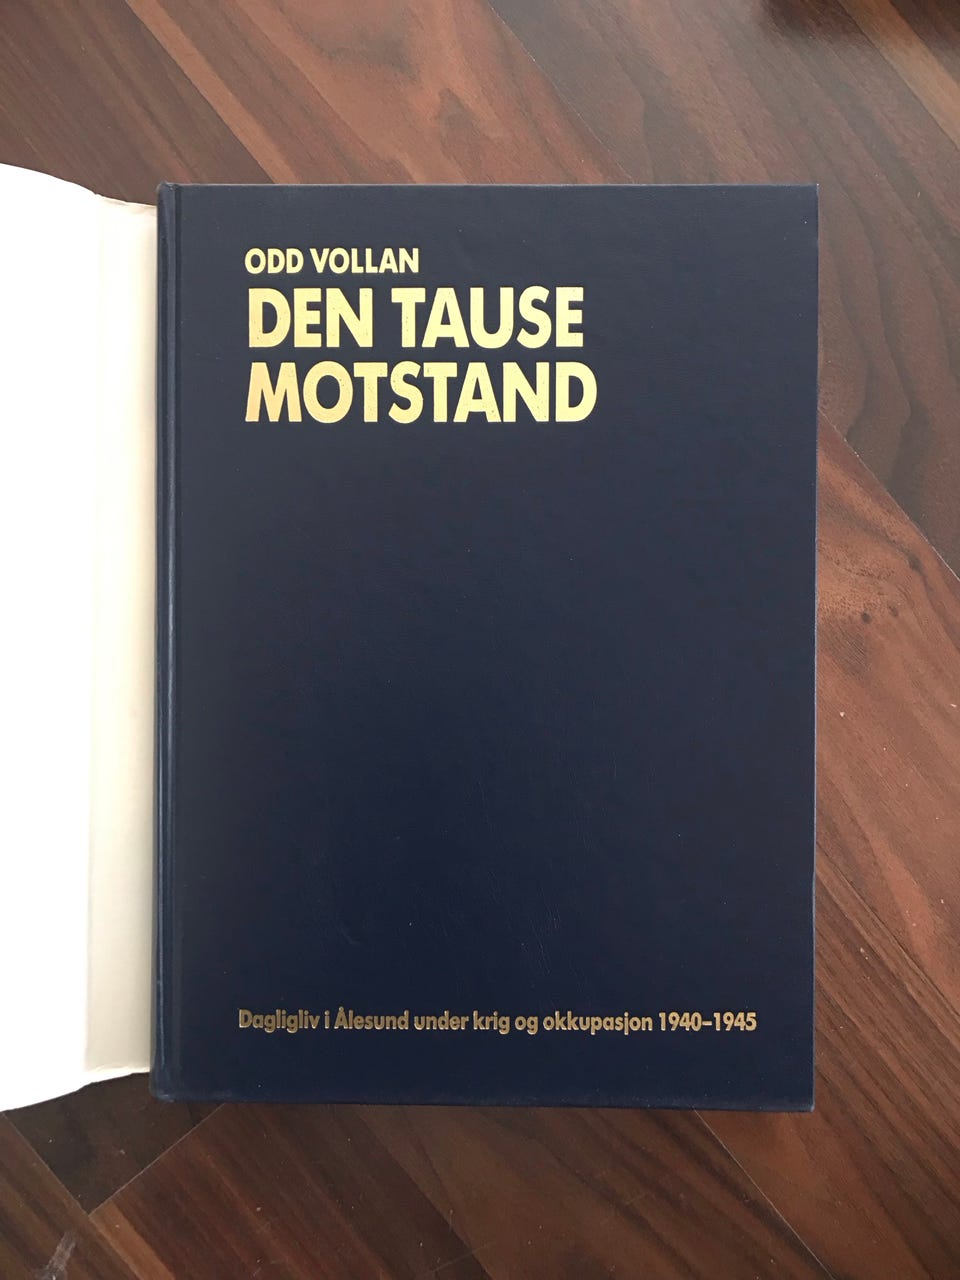 ODD VOLLAN
DEN TAUSE
MOTSTAND
Dagligliv i Ålesund under krig og okkupasjon 1940–1945